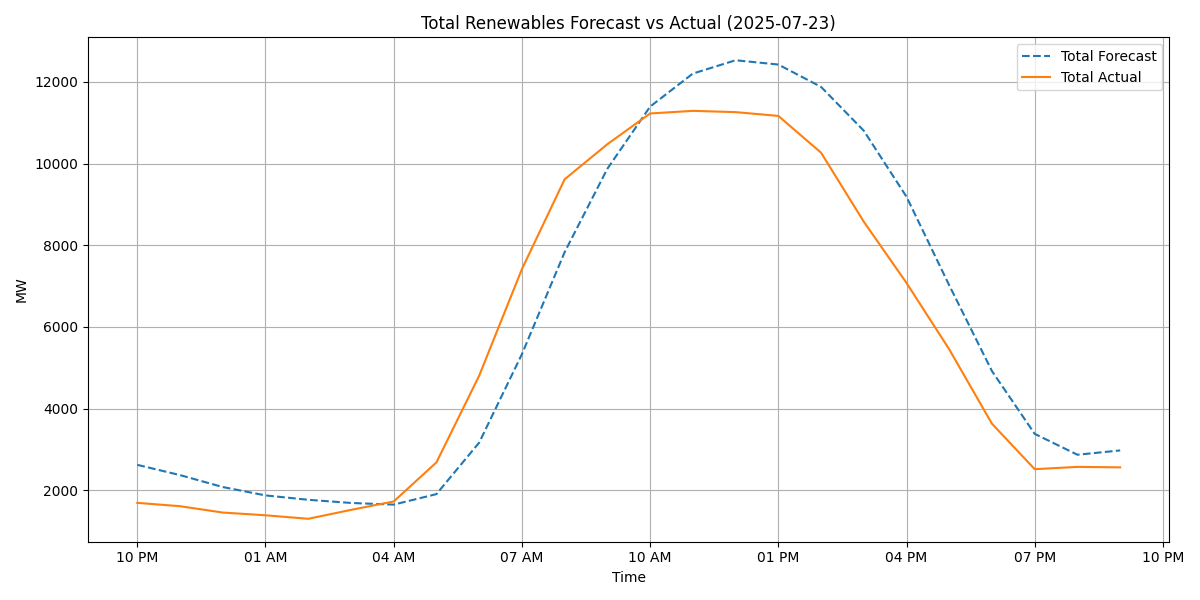 Total Renewables Forecast vs Actual (2025-07-23)
Total Forecast
Total Actual
12000
10000
8000
6000
4000
2000
MW
10 PM 01 AM 04 AM 07 AM 10 AM 01 PM 04 PM 07 PM 10 PM
Time